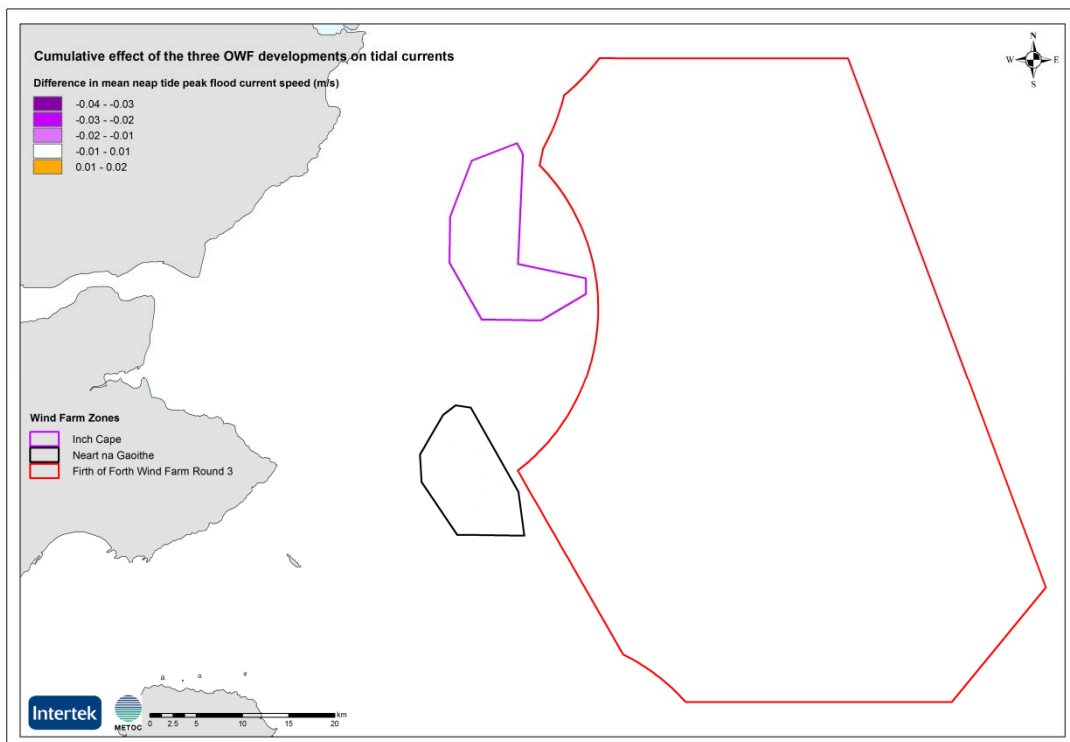 Cumulative effect of the three OWF developments on tidal currents
Difference in mean neap tide peak flood current speed (m/s)
-0.04 - -0.03
-0.03 - -0.02
-0.02 - -0.01
-0.01 - 0.01
0.01 - 0.02
N
W E
S
Wind Farm Zones
Inch Cape
Neart na Gaoithe
Firth of Forth Wind Farm Round 3
Intertek
METOC
km
0 2.5 5 10 15 20